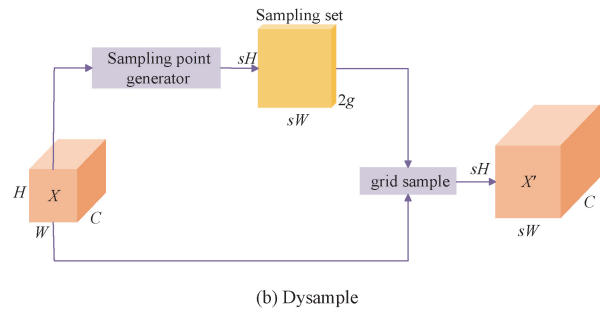 Sampling set
Sampling point
generator
sH
2g
sW
H
X
W
C
grid sample
sH
X'
C
sW
(b) Dysample